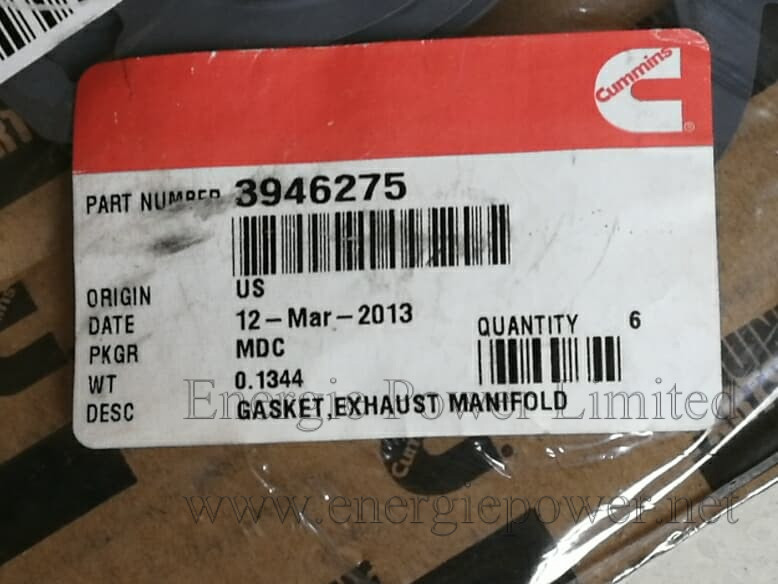 Cummins
®
PART NUMBER 3946275
ORIGIN US
DATE 12-Mar-2013
PKGR MDC
QUANTITY 6
WT 0.1344
DESC GASKET,EXHAUST MANIFOLD
Energie Power Limited
Cummins
www.energiepower.net